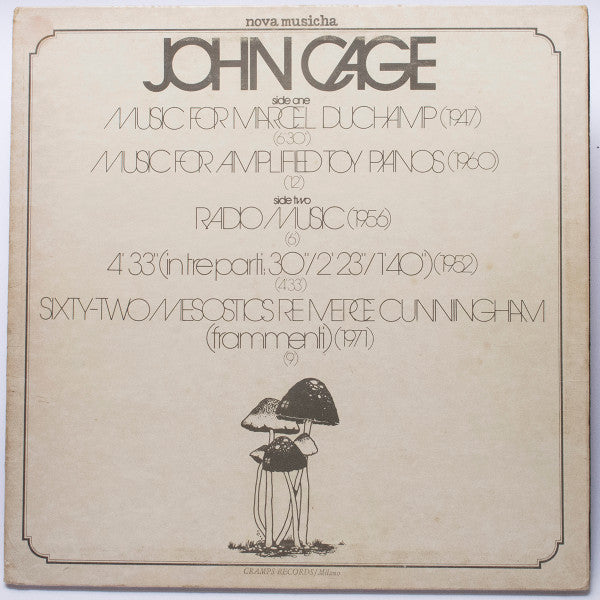 nova musicha
JOHN CAGE
side one
MUSIC FOR MARCEL DUCHAMP (1947)
(6'30")
MUSIC FOR AMPLIFIED TOY PIANOS (1960)
(12')
side two
RADIO MUSIC (1956)
(6')
4' 33" (in tre parti: 30"/2' 23"/1'40") (1952)
(4'33")
SIXTY-TWO MESOSTICS RE MERCE CUNNINGHAM
(frammenti) (1971)
(9')
CRAMPS RECORDS/Milano